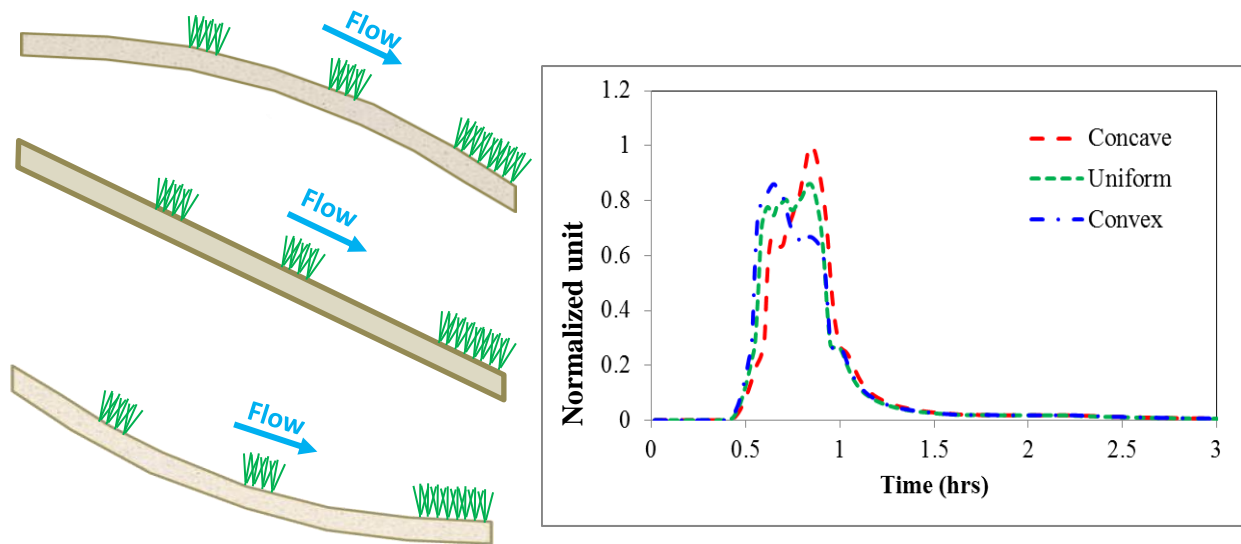 Flow
Flow
Flow
Normalized unit
1.2
1
0.8
0.6
0.4
0.2
0
Concave
Uniform
Convex
0 0.5 1 1.5 2 2.5 3
Time (hrs)